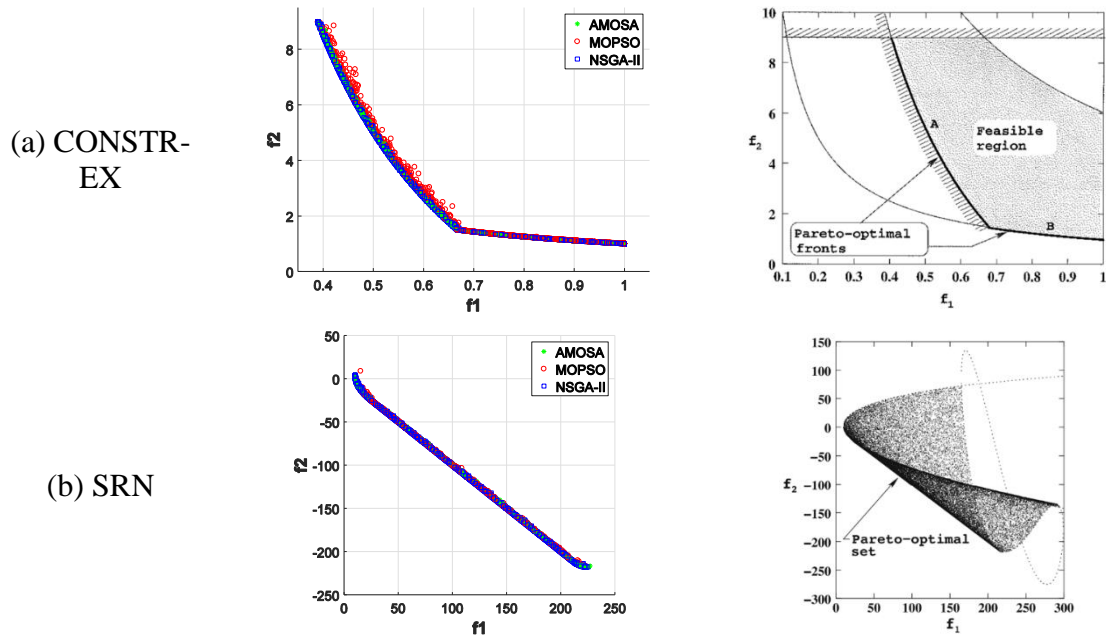 (a) CONSTR-
EX
8
6
4
2
0
f2
0.4
0.5
0.6
0.7
0.8
0.9
1
f1
AMOSA
MOPSO
NSGA-II
10
8
6
4
2
0
f2
0.1
0.2
0.3
0.4
0.5
0.6
0.7
0.8
0.9
1
f1
A
Feasible
region
B
Pareto-optimal
fronts
(b) SRN
50
0
-50
-100
-150
-200
-250
f2
0
50
100
150
200
250
f1
AMOSA
MOPSO
NSGA-II
150
100
50
0
-50
-100
-150
-200
-250
-300
f2
0
50
100
150
200
250
300
f1
Pareto-optimal
set